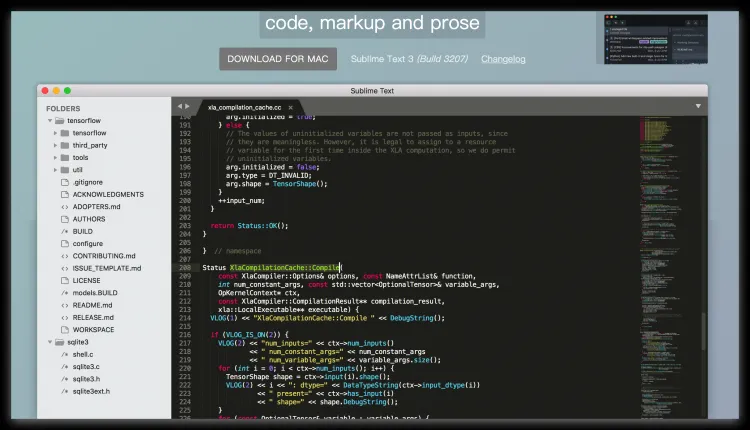 code, markup and prose
DOWNLOAD FOR MAC
Sublime Text 3 (Build 3207)
Changelog
Sublime Text
FOLDERS
tensorflow
tensorflow
third_party
tools
util
.gitignore
ACKNOWLEDGMENTS
ADOPTERS.md
AUTHORS
BUILD
configure
CONTRIBUTING.md
ISSUE_TEMPLATE.md
LICENSE
models.BUILD
README.md
RELEASE.md
WORKSPACE
sqlite3
shell.c
sqlite3.c
sqlite3.h
sqlite3ext.h
xla_compilation_cache.cc
190 arg.initialized = true;
191 } else {
192 // The values of uninitialized variables are not passed as inputs, since
193 // they are meaningless. However, it is legal to assign to a resource
194 // variable for the first time inside the XLA computation, so we do permit
195 // uninitialized variables.
196 arg.initialized = false;
197 arg.type = DT_INVALID;
198 arg.shape = TensorShape();
199 }
200 ++input_num;
201 }
202
203 return Status::OK();
204 }
205
206 } // namespace
207
208 Status XlaCompilationCache::Compile(
209 const XlaCompiler::Options& options, const NameAttrList& function,
210 int num_constant_args, const std::vector<OptionalTensor>& variable_args,
211 OpKernelContext* ctx,
212 const XlaCompiler::CompilationResult** compilation_result,
213 xla::LocalExecutable** executable) {
214 VLOG(1) << "XlaCompilationCache::Compile " << DebugString();
215
216 if (VLOG_IS_ON(2)) {
217 VLOG(2) << "num_inputs=" << ctx->num_inputs()
218 << " num_constant_args=" << num_constant_args
219 << " num_variable_args=" << variable_args.size();
220 for (int i = 0; i < ctx->num_inputs(); i++) {
221 TensorShape shape = ctx->input(i).shape();
222 VLOG(2) << i << ": dtype=" << DataTypeString(ctx->input_dtype(i))
223 << " present=" << ctx->has_input(i)
224 << " shape=" << shape.DebugString();
225 }
226 for (const OptionalTensor& variable : variable_args) {